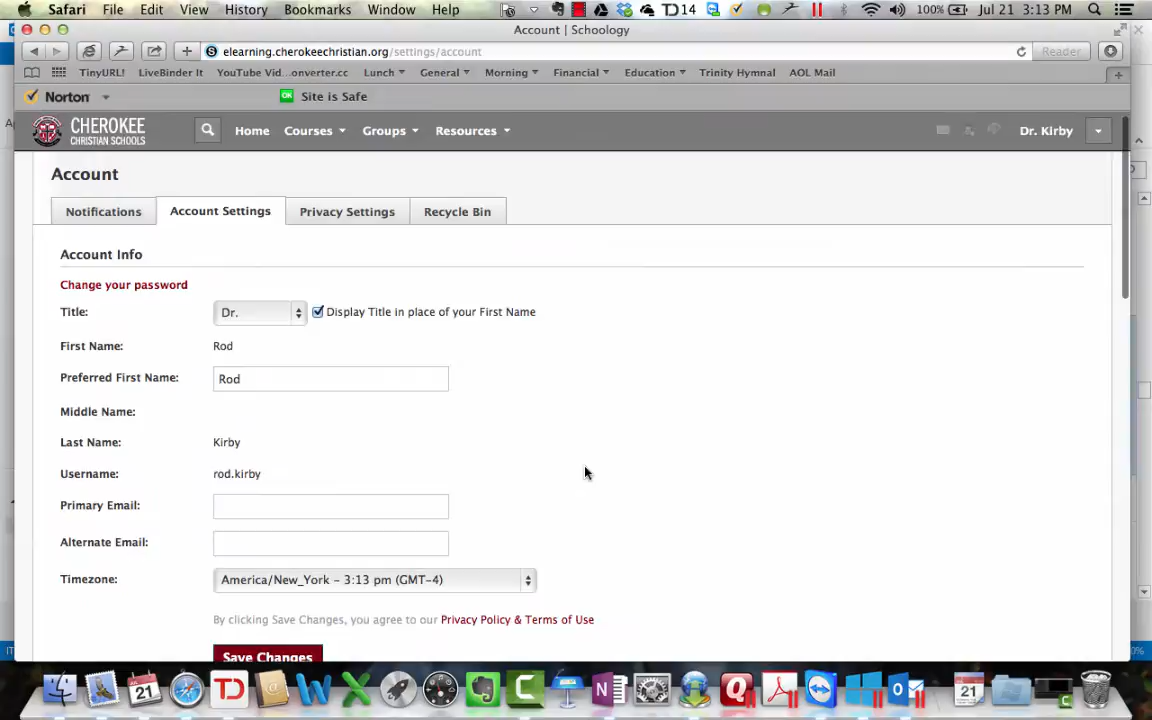 Safari File Edit View History Bookmarks Window Help 14 100% Jul 21 3:13 PM
Account | Schoology
S elearning.cherokeechristian.org/settings/account Reader
TinyURL! LiveBinder It YouTube Vid...onverter.cc Lunch General Morning Financial Education Trinity Hymnal AOL Mail
Norton OK Site is Safe
CHEROKEE
CHRISTIAN SCHOOLS
Home Courses Groups Resources Dr. Kirby
Account
Notifications Account Settings Privacy Settings Recycle Bin
Account Info
Change your password
Title: Dr. Display Title in place of your First Name
First Name: Rod
Preferred First Name: Rod
Middle Name:
Last Name: Kirby
Username: rod.kirby
Primary Email:
Alternate Email:
Timezone: America/New_York - 3:13 pm (GMT-4)
By clicking Save Changes, you agree to our Privacy Policy & Terms of Use
Save Changes
21 TD W X C N Q 21